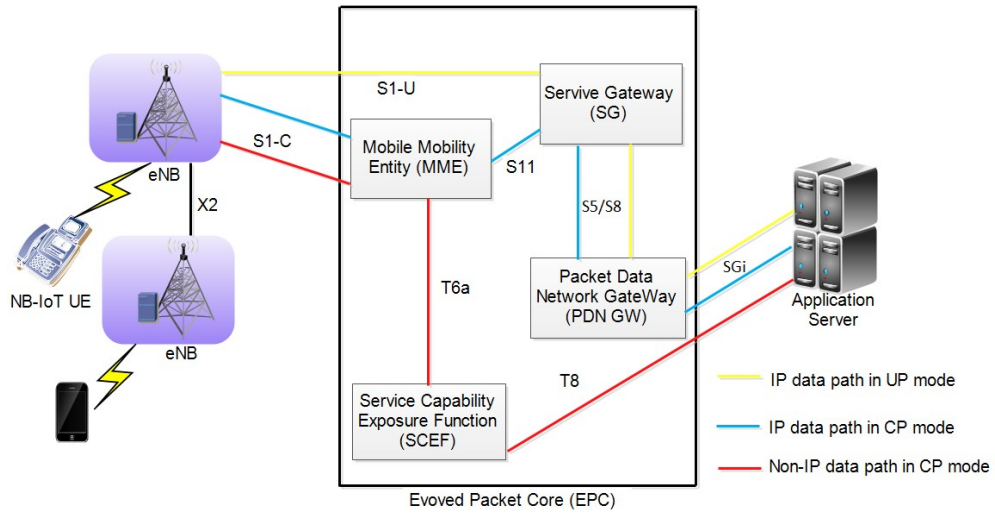 S1-U
Servive Gateway
(SG)
Mobile Mobility
Entity (MME)
S1-C
S11
eNB
X2
S5/S8
NB-IoT UE
T6a
Packet Data
Network GateWay
(PDN GW)
SGi
Application
Server
eNB
T8
Service Capability
Exposure Function
(SCEF)
IP data path in UP mode
IP data path in CP mode
Non-IP data path in CP mode
Evoved Packet Core (EPC)